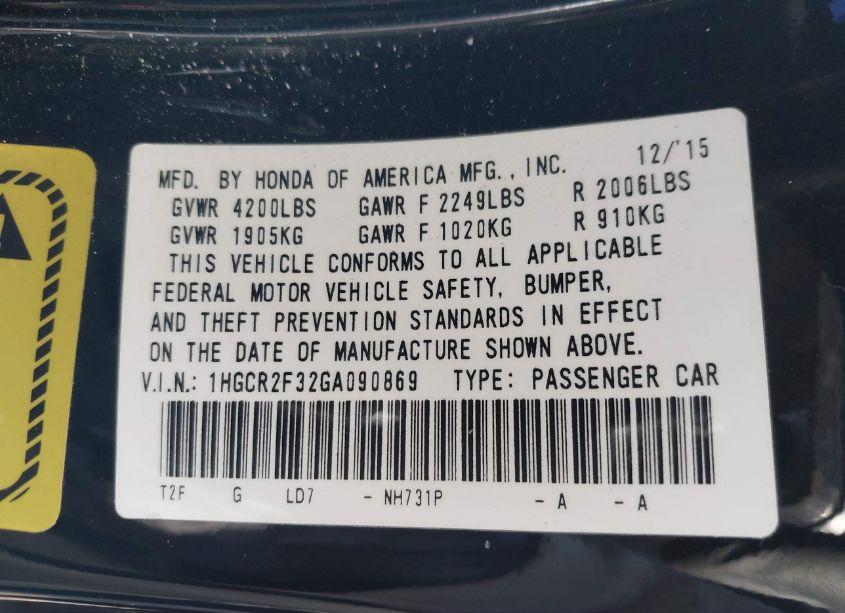 MFD. BY HONDA OF AMERICA MFG., INC. 12/'15
GVWR 4200LBS GAWR F 2249LBS R 2006LBS
GVWR 1905KG GAWR F 1020KG R 910KG
THIS VEHICLE CONFORMS TO ALL APPLICABLE
FEDERAL MOTOR VEHICLE SAFETY, BUMPER,
AND THEFT PREVENTION STANDARDS IN EFFECT
ON THE DATE OF MANUFACTURE SHOWN ABOVE.
V.I.N.: 1HGCR2F32GA090869 TYPE: PASSENGER CAR
T2F G LD7 - NH731P - A - A